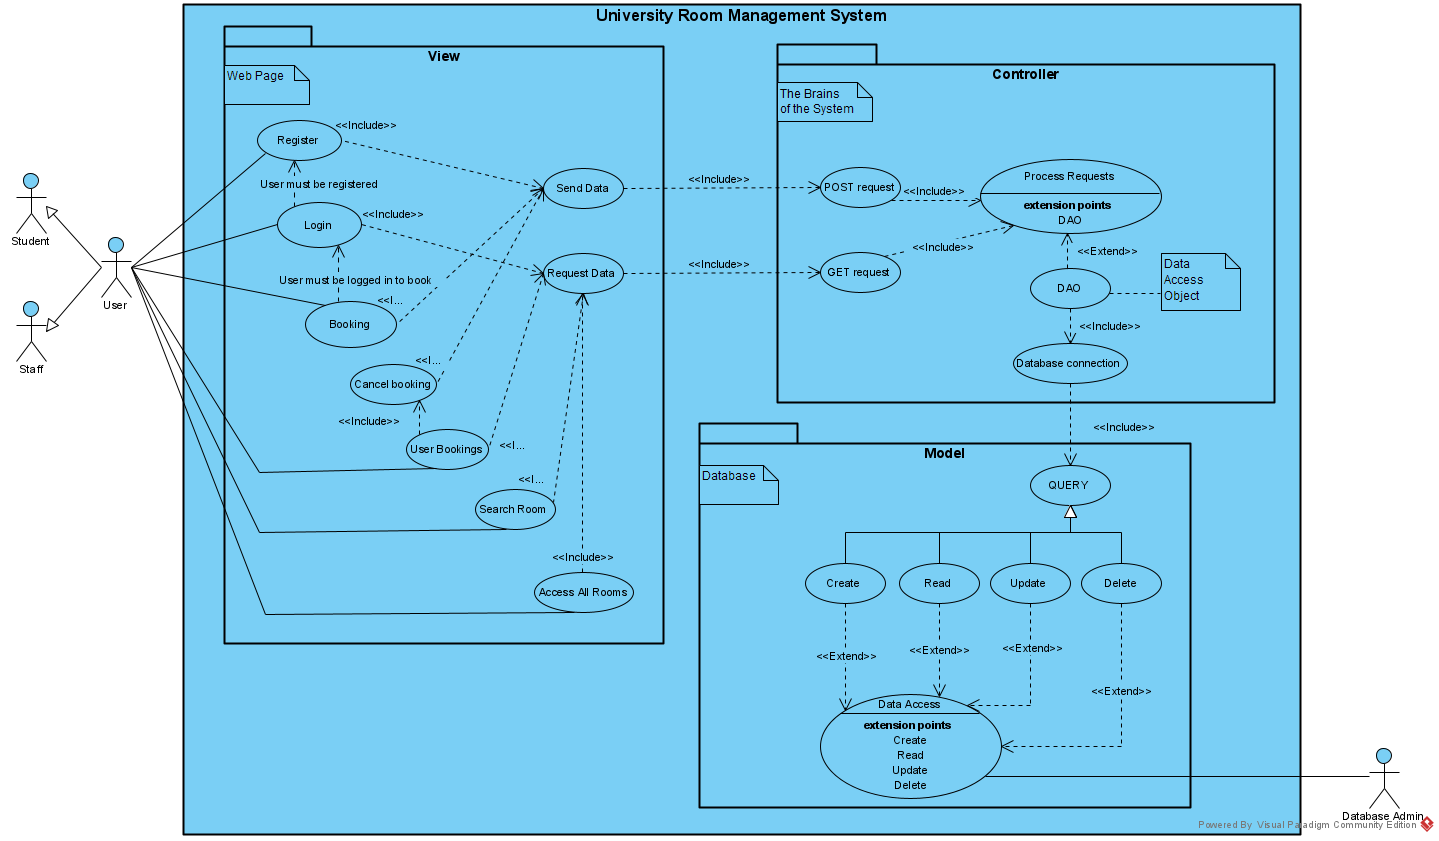 University Room Management System
View
Web Page
Controller
The Brains
of the System
Register
<<Include>>
User must be registered
Login
<<Include>>
User must be logged in to book
<<I...
Booking
<<I...
Cancel booking
<<Include>>
User Bookings
<<I...
<<I...
Search Room
<<Include>>
Access All Rooms
Send Data
<<Include>>
Request Data
<<Include>>
POST request
<<Include>>
GET request
<<Include>>
Process Requests
extension points
DAO
<<Extend>>
DAO
Data
Access
Object
<<Include>>
Database connection
<<Include>>
Student
User
Staff
Model
Database
QUERY
Create
Read
Update
Delete
<<Extend>>
<<Extend>>
<<Extend>>
<<Extend>>
Data Access
extension points
Create
Read
Update
Delete
Database Admin
Powered By Visual Paradigm Community Edition